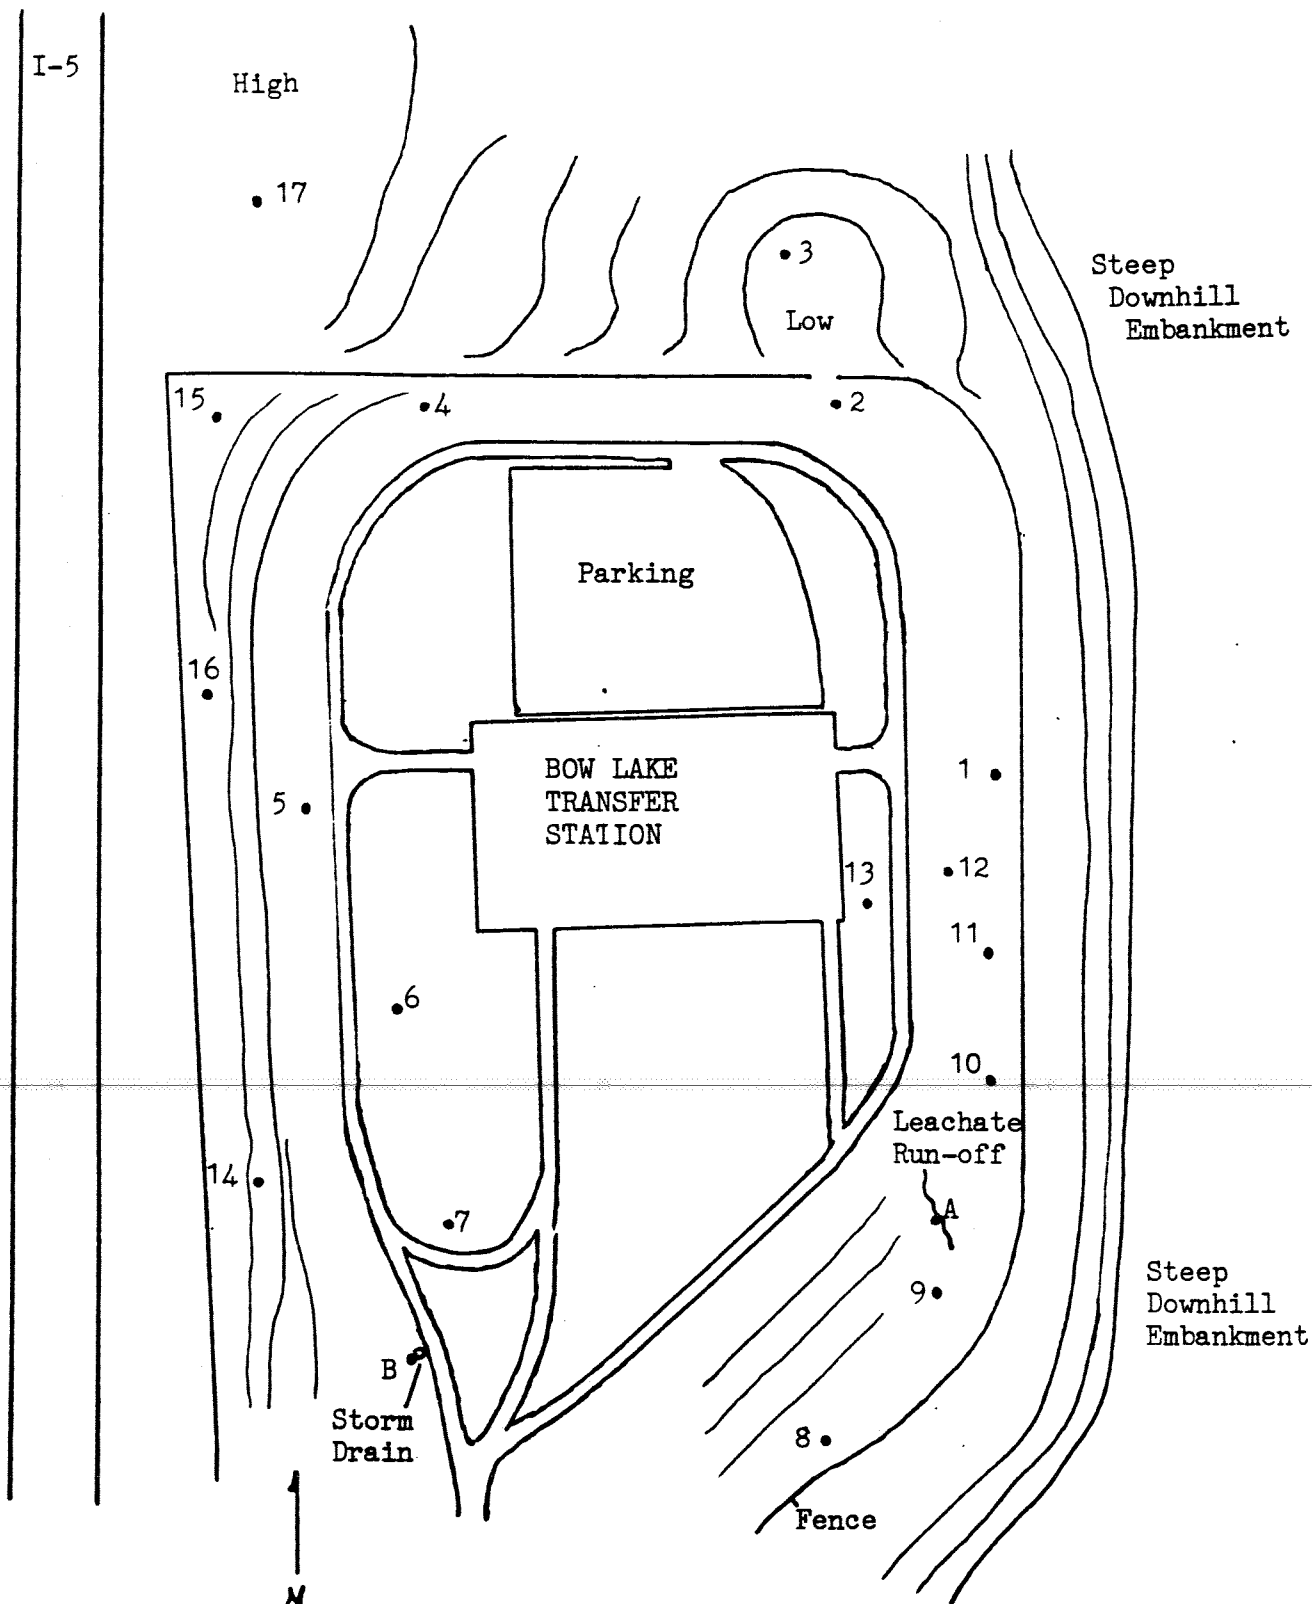 I-5
High
17
3
Steep
Downhill
Embankment
Low
15
4
2
Parking
16
BOW LAKE
TRANSFER
STATION
1
5
12
13
11
6
10
Leachate
Run-off
14
A
7
9
Steep
Downhill
Embankment
B
Storm
Drain
8
Fence
N